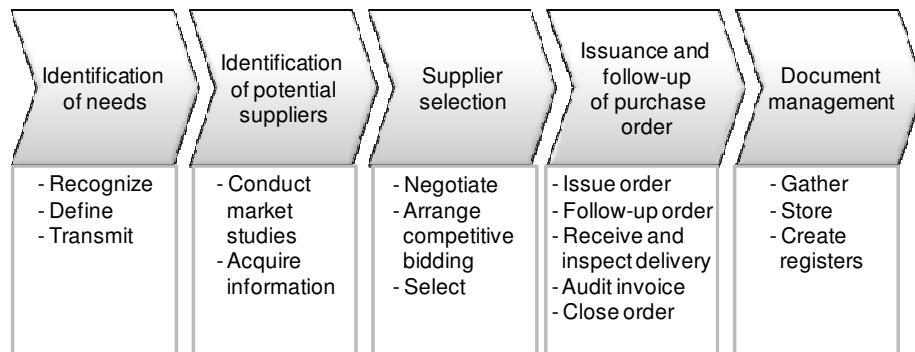 Identification
of needs
Identification
of potential
suppliers
Supplier
selection
Issuance and
follow-up
of purchase
order
Document
management
- Recognize
- Define
- Transmit
- Conduct
market
studies
- Acquire
information
- Negotiate
- Arrange
competitive
bidding
- Select
- Issue order
- Follow-up order
- Receive and
inspect delivery
- Audit invoice
- Close order
- Gather
- Store
- Create
registers